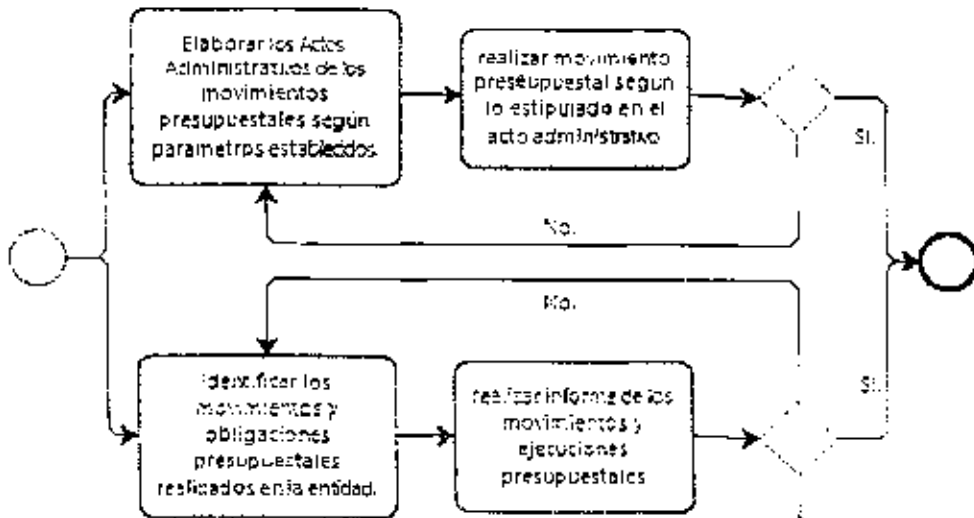 Elaborar los Actos
Administrativos de los
movimientos
presupuestales según
parametros establecidos.
realizar movimiento
presupuestal según
lo estipulado en el
acto administrativo
Si.
No.
No.
Identificar los
movimientos y
obligaciones
presupuestales
realizados en la entidad.
realizar informe de los
movimientos y
ejecuciones
presupuestales
Si.